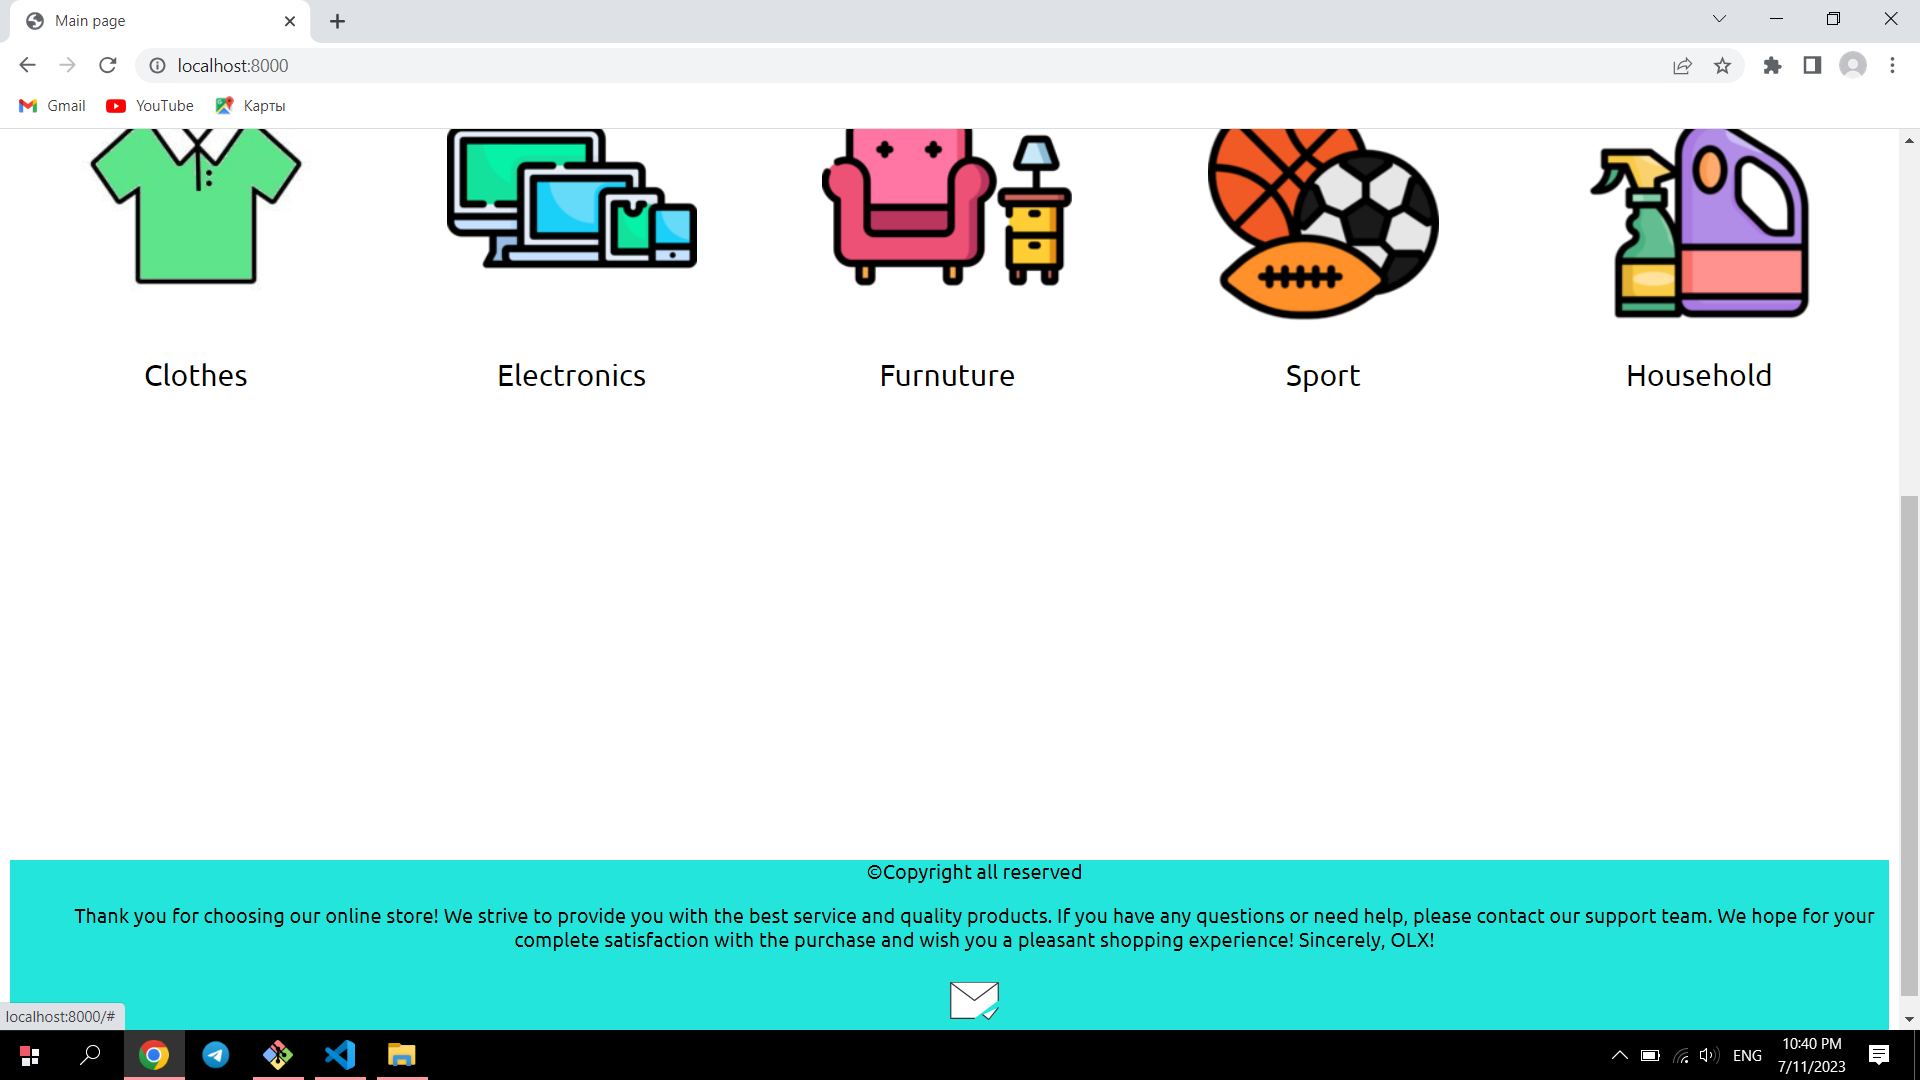 Main page
localhost:8000
Gmail YouTube Карты
Clothes Electronics Furnuture Sport Household
©Copyright all reserved
Thank you for choosing our online store! We strive to provide you with the best service and quality products. If you have any questions or need help, please contact our support team. We hope for your
complete satisfaction with the purchase and wish you a pleasant shopping experience! Sincerely, OLX!
localhost:8000/#
ENG
10:40 PM
7/11/2023